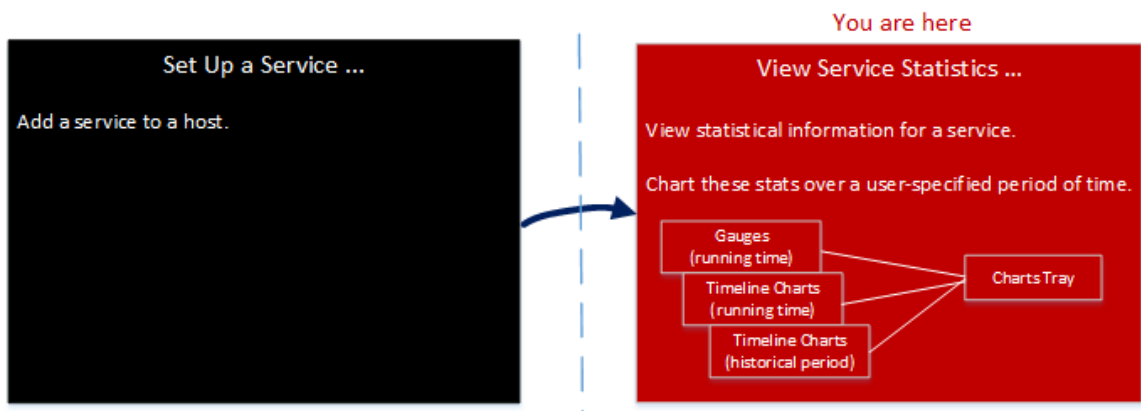 You are here
Set Up a Service ...
Add a service to a host.
View Service Statistics ...
View statistical information for a service.
Chart these stats over a user-specified period of time.
Gauges
(running time)
Timeline Charts
(running time)
Timeline Charts
(historical period)
Charts Tray